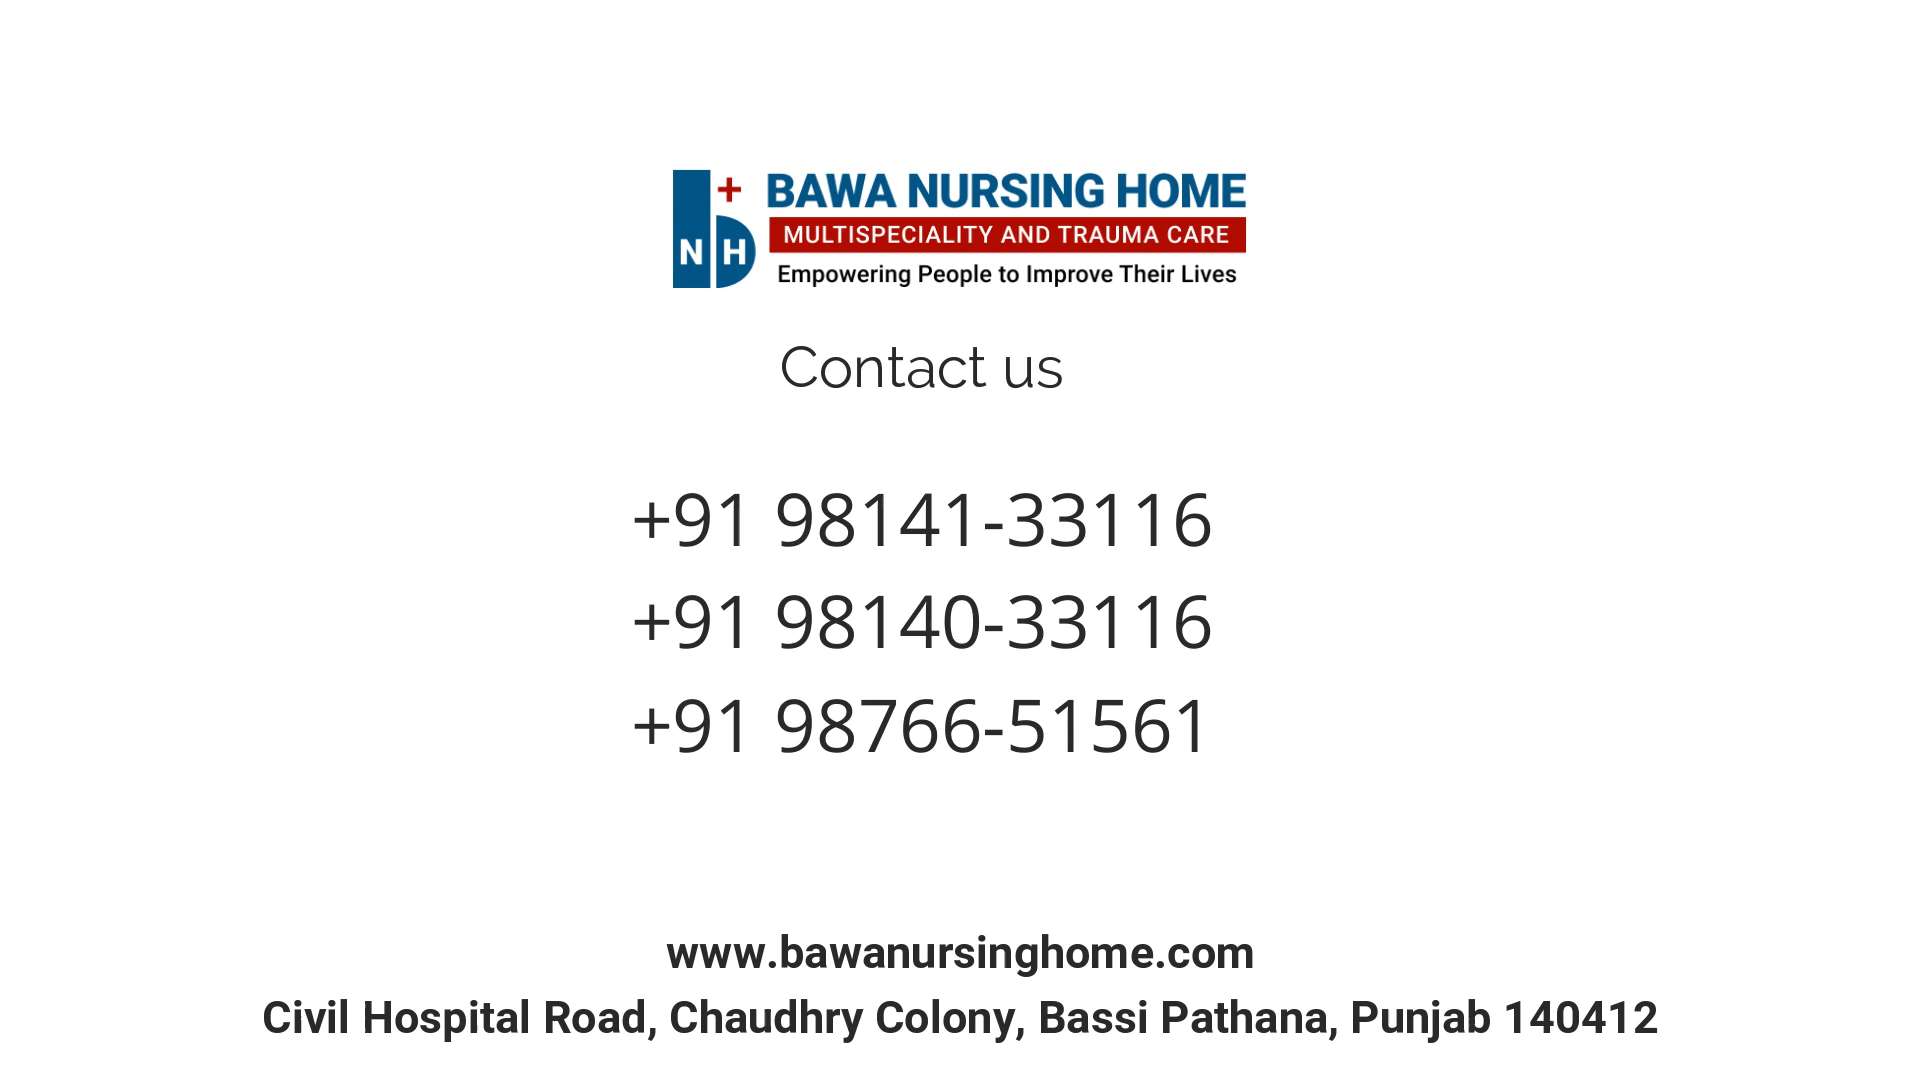 BAWA NURSING HOME
MULTISPECIALITY AND TRAUMA CARE
N H
Empowering People to Improve Their Lives
Contact us
+91 98141-33116
+91 98140-33116
+91 98766-51561
www.bawanursinghome.com
Civil Hospital Road, Chaudhry Colony, Bassi Pathana, Punjab 140412